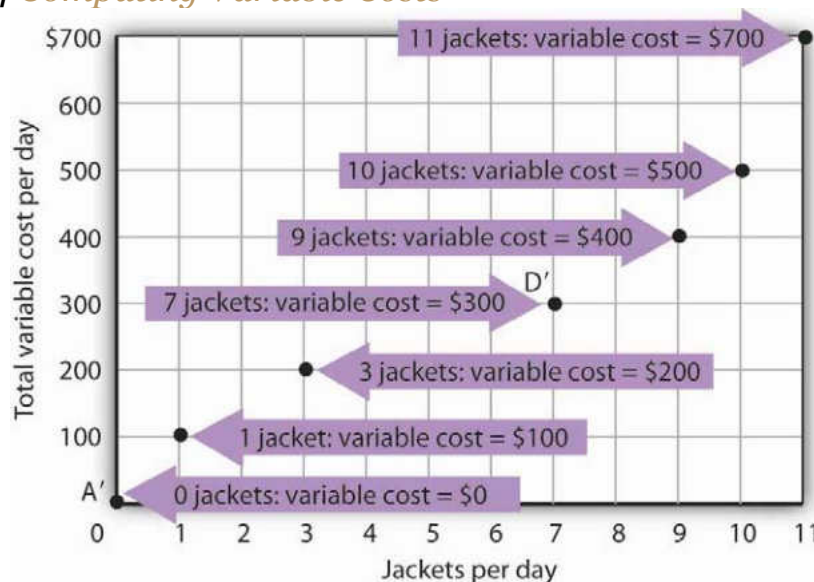 Computing Variable Costs
$700
11 jackets: variable cost = $700
600
500
10 jackets: variable cost = $500
400
9 jackets: variable cost = $400
D′
300
7 jackets: variable cost = $300
200
3 jackets: variable cost = $200
100
1 jacket: variable cost = $100
A′
0 jackets: variable cost = $0
0 1 2 3 4 5 6 7 8 9 10 11
Jackets per day
Total variable cost per day